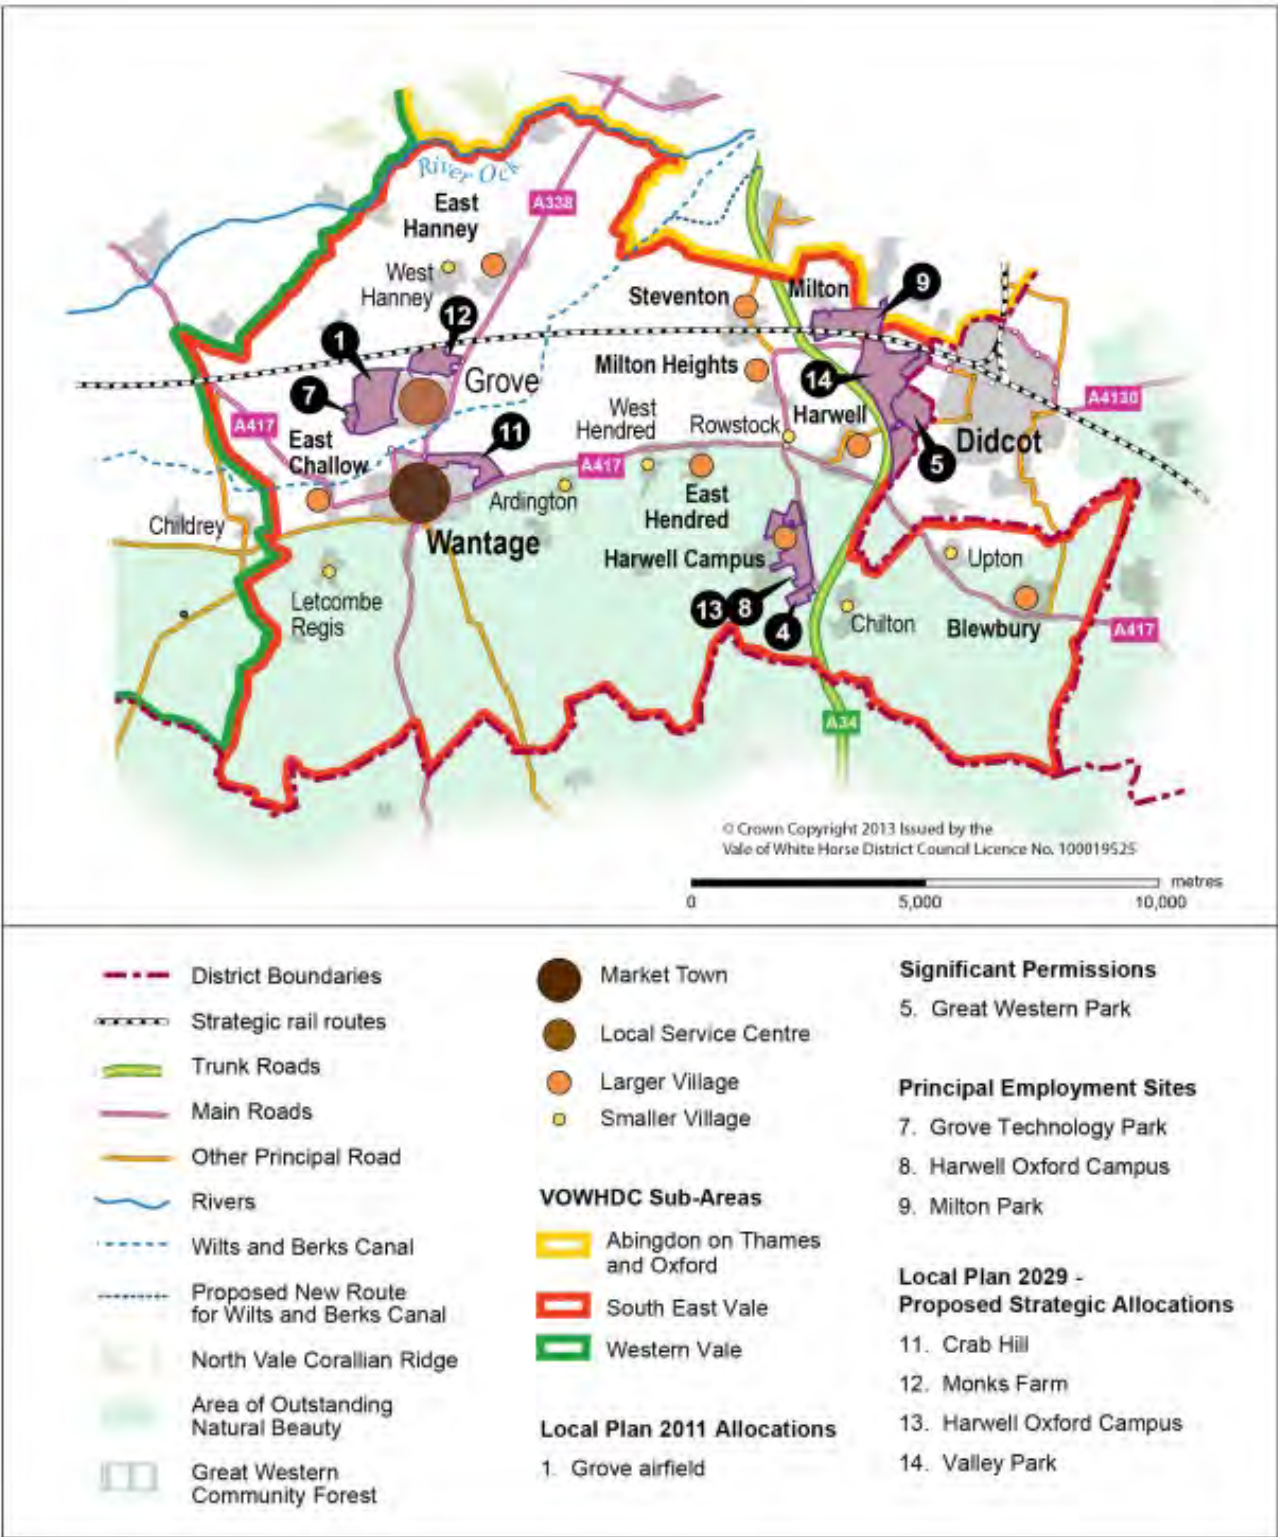 River Ock
East
Hanney
A338
West
Hanney
12
1
7
Grove
A417
East
Challow
11
Childrey
Wantage
Letcombe
Regis
Ardington
A417
West
Hendred
East
Hendred
Steventon
Milton
9
Milton Heights
14
Rowstock
Harwell
5
Didcot
A4130
Harwell Campus
13
8
4
Upton
Chilton
Blewbury
A417
A34
© Crown Copyright 2013 Issued by the
Vale of White Horse District Council Licence No. 100019525
metres
0
5,000
10,000
District Boundaries
Strategic rail routes
Trunk Roads
Main Roads
Other Principal Road
Rivers
Wilts and Berks Canal
Proposed New Route
for Wilts and Berks Canal
North Vale Corallian Ridge
Area of Outstanding
Natural Beauty
Great Western
Community Forest
Market Town
Local Service Centre
Larger Village
Smaller Village
VOWHDC Sub-Areas
Abingdon on Thames
and Oxford
South East Vale
Western Vale
Local Plan 2011 Allocations
1. Grove airfield
Significant Permissions
5. Great Western Park
Principal Employment Sites
7. Grove Technology Park
8. Harwell Oxford Campus
9. Milton Park
Local Plan 2029 -
Proposed Strategic Allocations
11. Crab Hill
12. Monks Farm
13. Harwell Oxford Campus
14. Valley Park